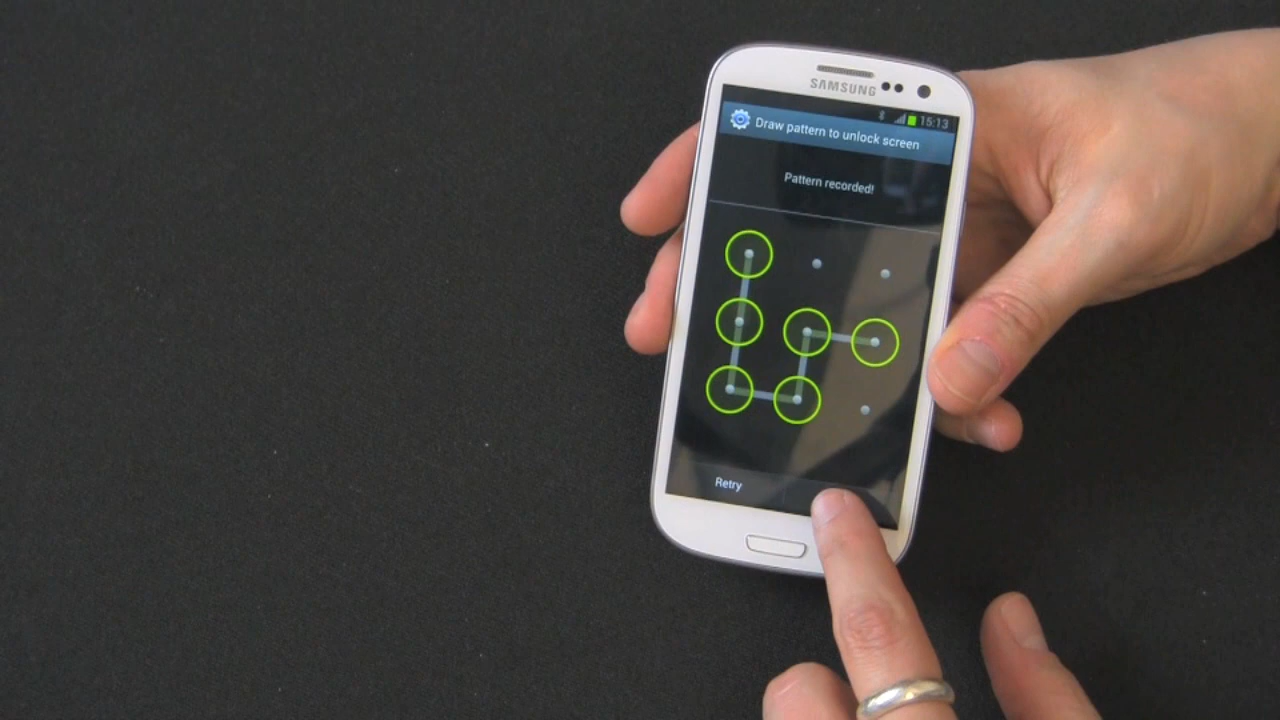 SAMSUNG
15:13
Draw pattern to unlock screen
Pattern recorded!
Retry